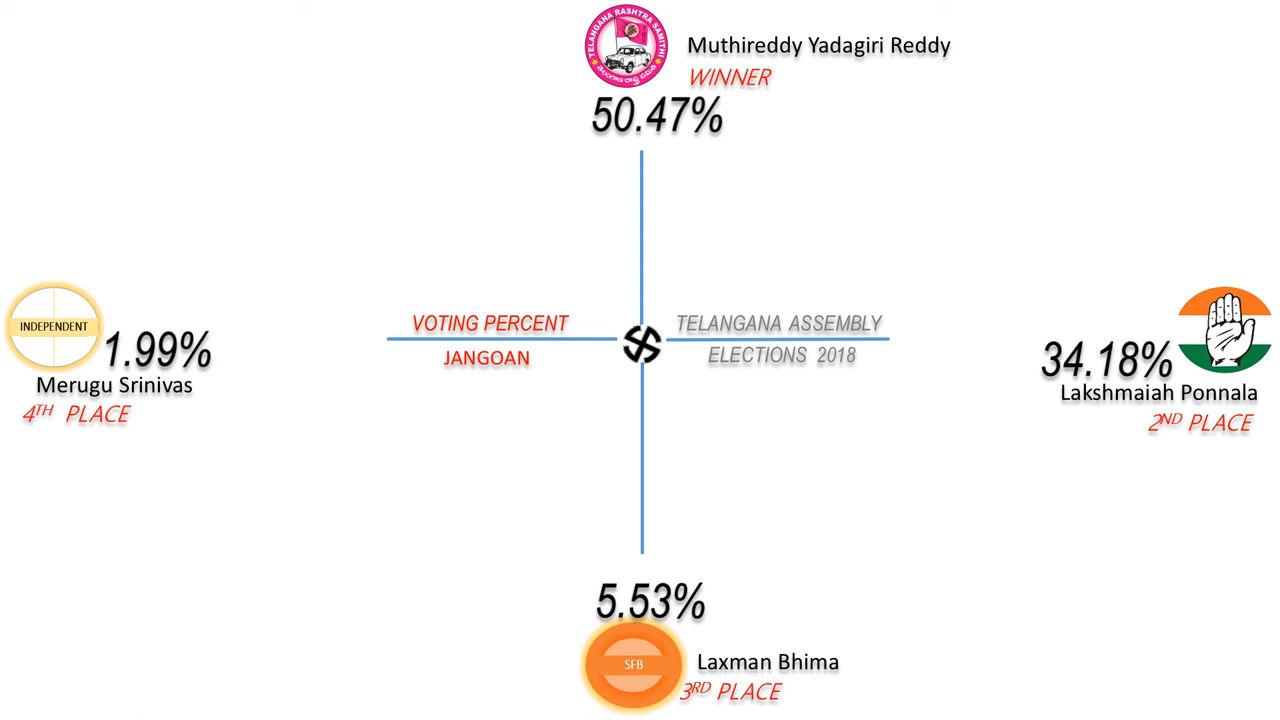 TELANGANA RASHTRA SAMITHI
తెలంగాణ రాష్ట్ర సమితి
Muthireddy Yadagiri Reddy
WINNER
50.47%
VOTING PERCENT
JANGOAN
TELANGANA ASSEMBLY
ELECTIONS 2018
INDEPENDENT
1.99%
Merugu Srinivas
4TH PLACE
34.18%
Lakshmaiah Ponnala
2ND PLACE
5.53%
SFB
Laxman Bhima
3RD PLACE